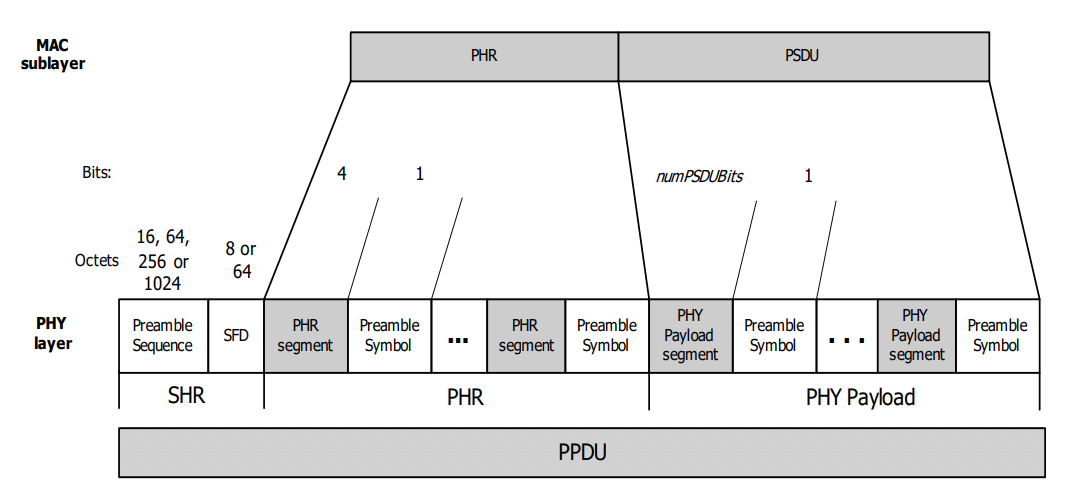 MAC
sublayer
PHR
PSDU
Bits:
4
1
numPSDUBits
1
Octets
16, 64,
256 or
1024
8 or
64
PHY
layer
Preamble
Sequence
SFD
PHR
segment
Preamble
Symbol
...
PHR
segment
Preamble
Symbol
PHY
Payload
segment
Preamble
Symbol
. . .
PHY
Payload
segment
Preamble
Symbol
SHR
PHR
PHY Payload
PPDU